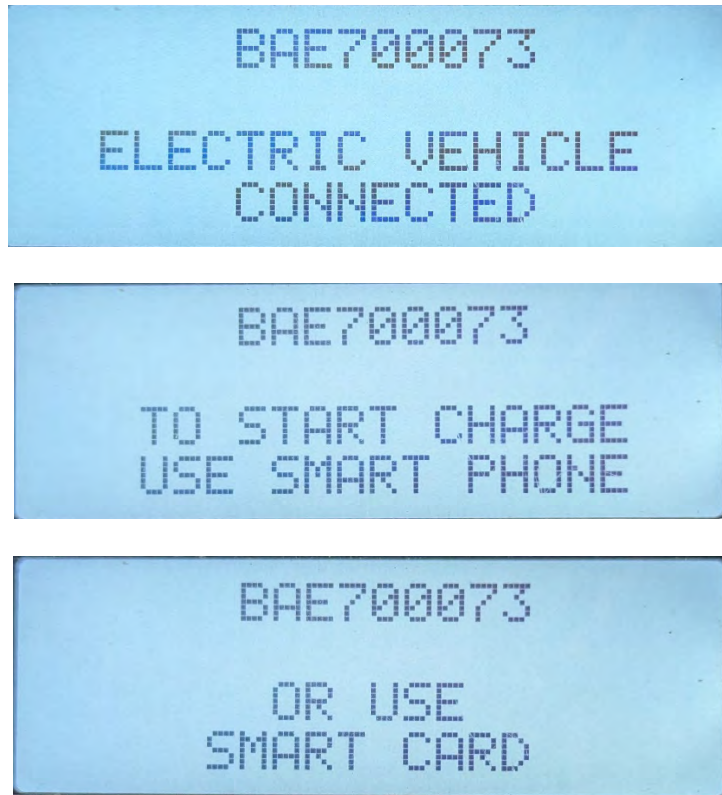 BAE700073
ELECTRIC VEHICLE
CONNECTED
BAE700073
TO START CHARGE
USE SMART PHONE
BAE700073
OR USE
SMART CARD